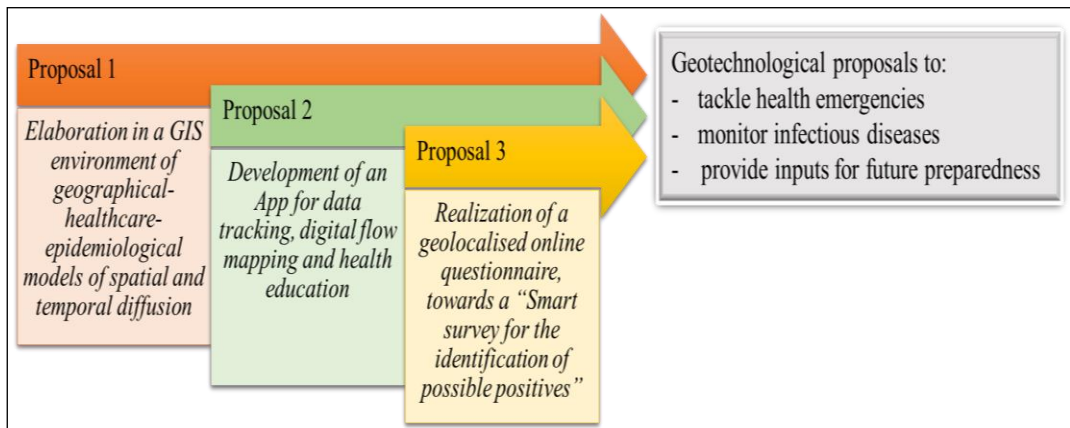 Proposal 1
Elaboration in a GIS
environment of
geographical-
healthcare-
epidemiological
models of spatial and
temporal diffusion
Proposal 2
Development of an
App for data
tracking, digital flow
mapping and health
education
Proposal 3
Realization of a
geolocalised online
questionnaire,
towards a “Smart
survey for the
identification of
possible positives”
Geotechnological proposals to:
- tackle health emergencies
- monitor infectious diseases
- provide inputs for future preparedness